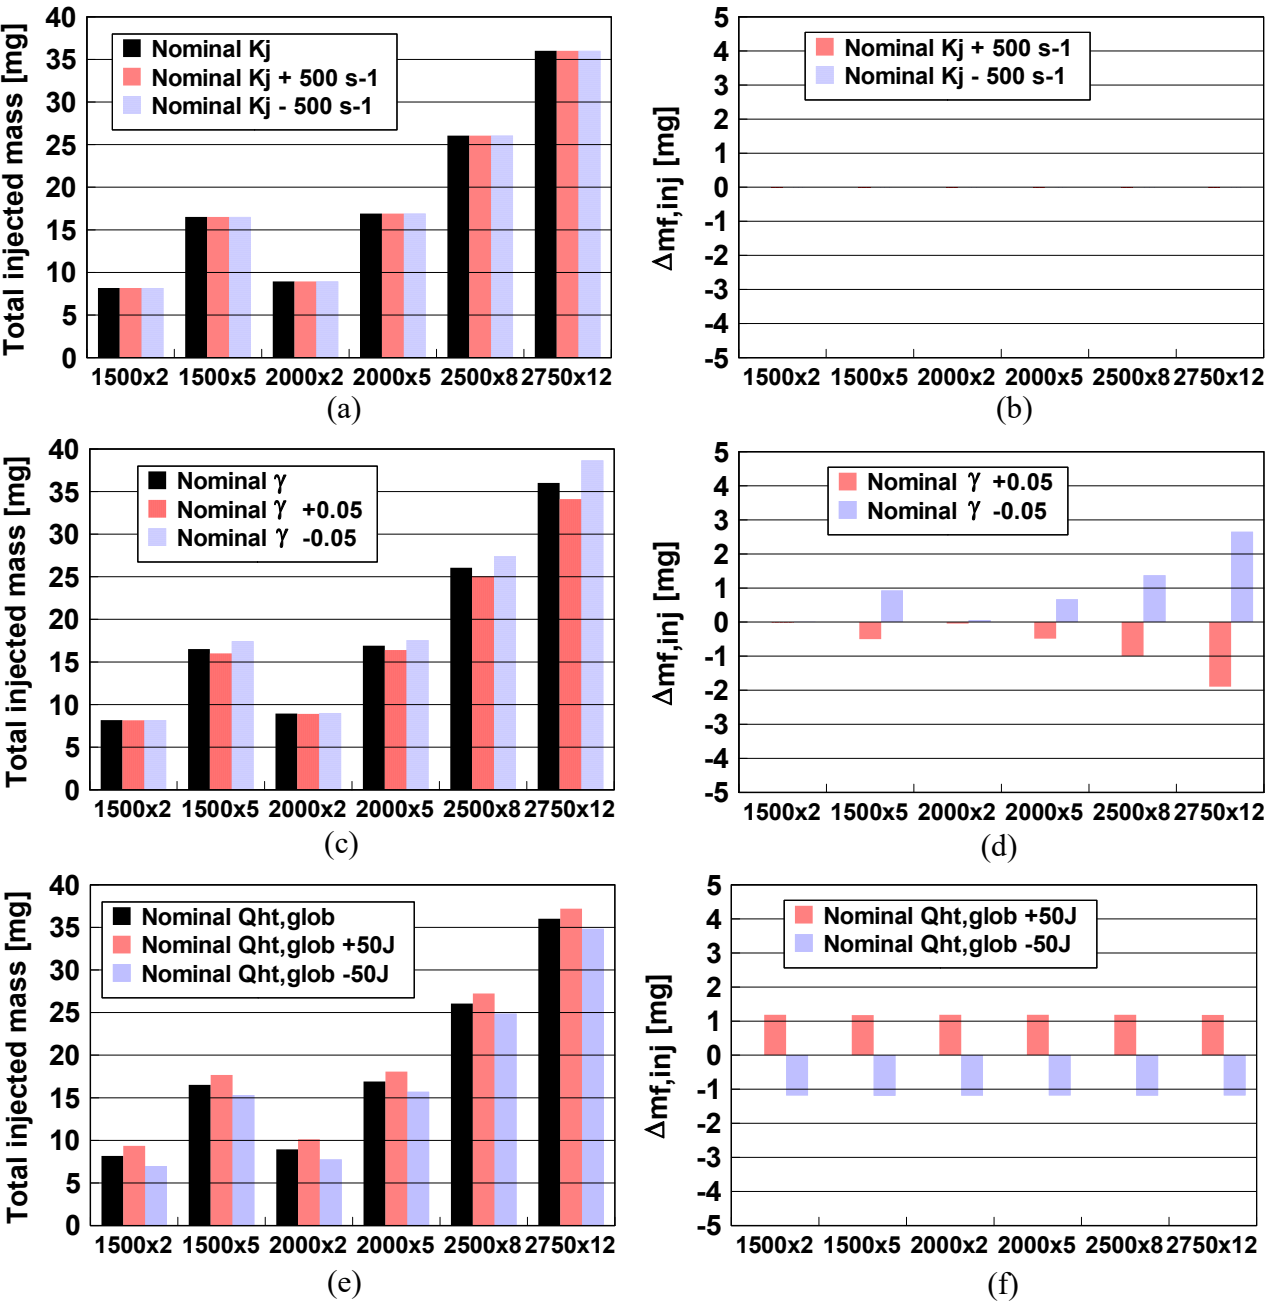 Total injected mass [mg]
40
35
30
25
20
15
10
5
0
Nominal Kj
Nominal Kj + 500 s-1
Nominal Kj - 500 s-1
1500x2 1500x5 2000x2 2000x5 2500x8 2750x12
(a)
Δmf,inj [mg]
5
4
3
2
1
0
-1
-2
-3
-4
-5
Nominal Kj + 500 s-1
Nominal Kj - 500 s-1
1500x2 1500x5 2000x2 2000x5 2500x8 2750x12
(b)
Total injected mass [mg]
40
35
30
25
20
15
10
5
0
Nominal γ
Nominal γ +0.05
Nominal γ -0.05
1500x2 1500x5 2000x2 2000x5 2500x8 2750x12
(c)
Δmf,inj [mg]
5
4
3
2
1
0
-1
-2
-3
-4
-5
Nominal γ +0.05
Nominal γ -0.05
1500x2 1500x5 2000x2 2000x5 2500x8 2750x12
(d)
Total injected mass [mg]
40
35
30
25
20
15
10
5
0
Nominal Qht,glob
Nominal Qht,glob +50J
Nominal Qht,glob -50J
1500x2 1500x5 2000x2 2000x5 2500x8 2750x12
(e)
Δmf,inj [mg]
5
4
3
2
1
0
-1
-2
-3
-4
-5
Nominal Qht,glob +50J
Nominal Qht,glob -50J
1500x2 1500x5 2000x2 2000x5 2500x8 2750x12
(f)